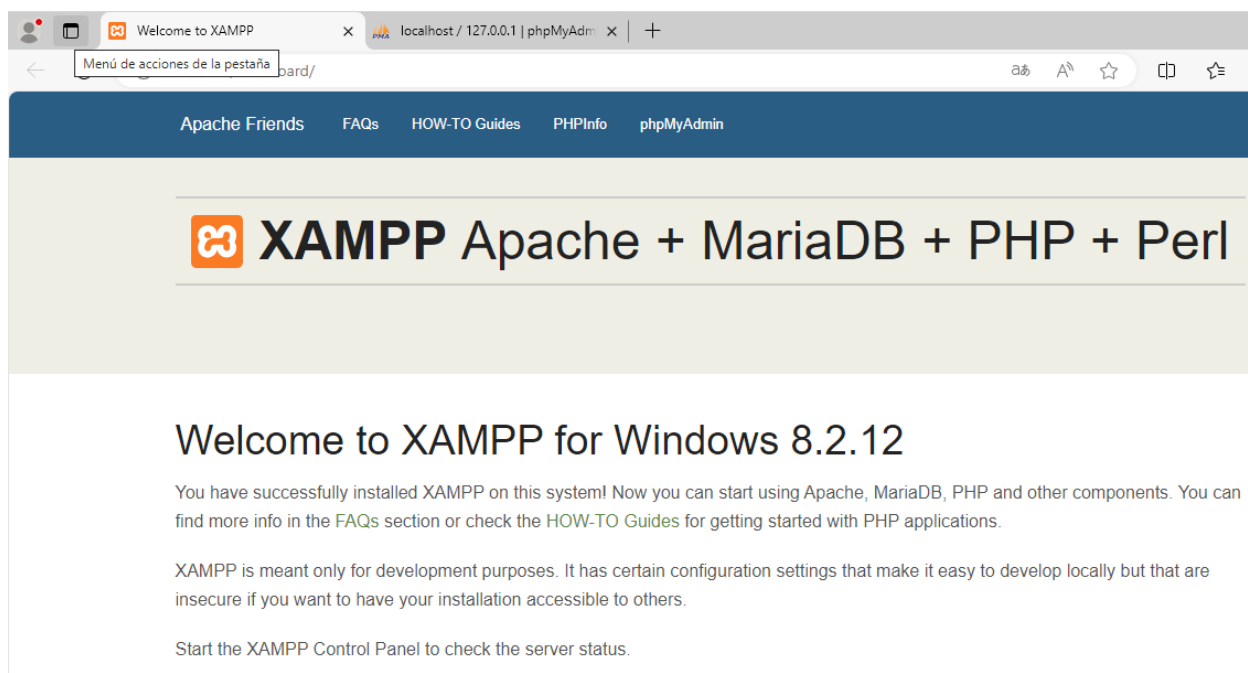 Welcome to XAMPP
localhost / 127.0.0.1 | phpMyAdm
Menú de acciones de la pestaña
oard/
Apache Friends FAQs HOW-TO Guides PHPInfo phpMyAdmin
XAMPP Apache + MariaDB + PHP + Perl
Welcome to XAMPP for Windows 8.2.12
You have successfully installed XAMPP on this system! Now you can start using Apache, MariaDB, PHP and other components. You can
find more info in the FAQs section or check the HOW-TO Guides for getting started with PHP applications.
XAMPP is meant only for development purposes. It has certain configuration settings that make it easy to develop locally but that are
insecure if you want to have your installation accessible to others.
Start the XAMPP Control Panel to check the server status.